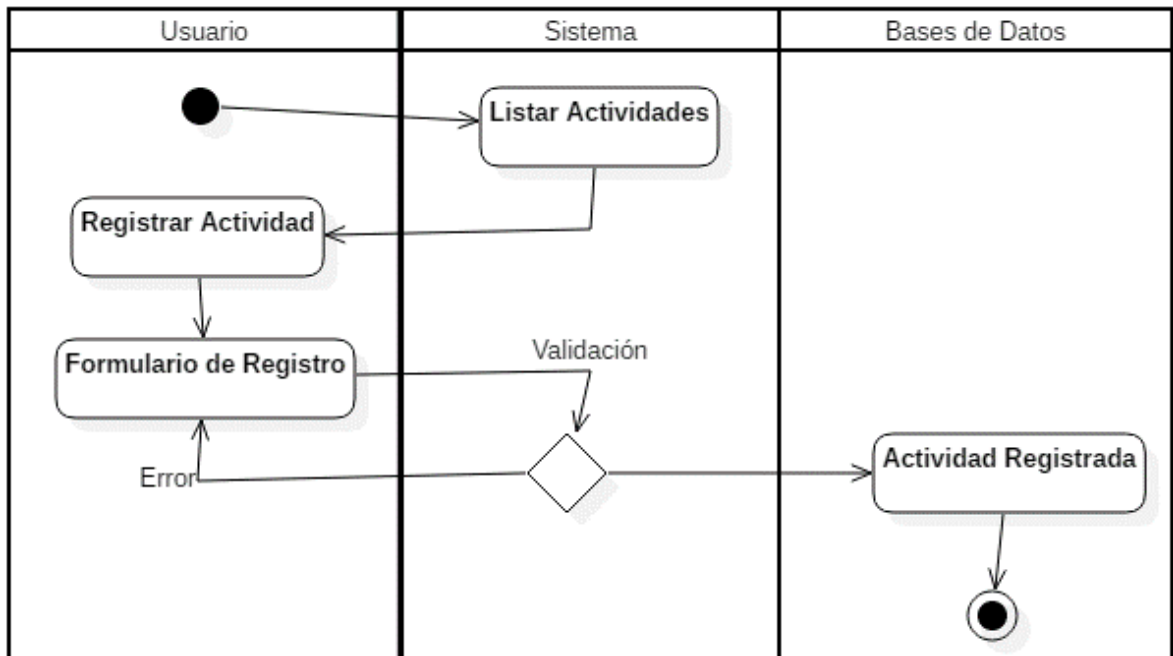 Usuario
Sistema
Bases de Datos
Listar Actividades
Registrar Actividad
Formulario de Registro
Validación
Error
Actividad Registrada